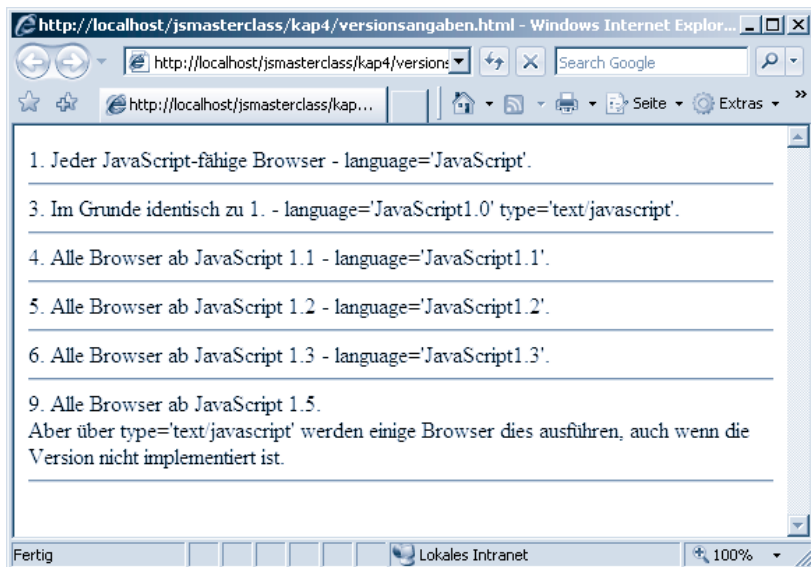 http://localhost/jsmasterclass/kap4/versionsangaben.html - Windows Internet Explor...
http://localhost/jsmasterclass/kap4/version
Search Google
http://localhost/jsmasterclass/kap...
Seite
Extras
»
1. Jeder JavaScript-fähige Browser - language='JavaScript'.
3. Im Grunde identisch zu 1. - language='JavaScript1.0' type='text/javascript'.
4. Alle Browser ab JavaScript 1.1 - language='JavaScript1.1'.
5. Alle Browser ab JavaScript 1.2 - language='JavaScript1.2'.
6. Alle Browser ab JavaScript 1.3 - language='JavaScript1.3'.
9. Alle Browser ab JavaScript 1.5.
Aber über type='text/javascript' werden einige Browser dies ausführen, auch wenn die
Version nicht implementiert ist.
Fertig
Lokales Intranet
100%